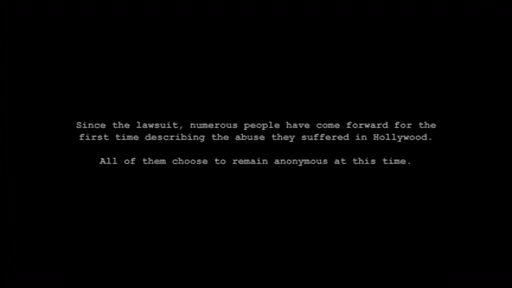 Since the lawsuit, numerous people have come forward for the
first time describing the abuse they suffered in Hollywood.
All of them choose to remain anonymous at this time.